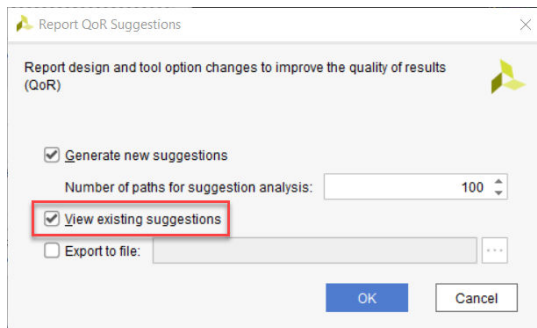 Report QoR Suggestions
Report design and tool option changes to improve the quality of results
(QoR)
Generate new suggestions
Number of paths for suggestion analysis: 100
View existing suggestions
Export to file: ...
OK Cancel